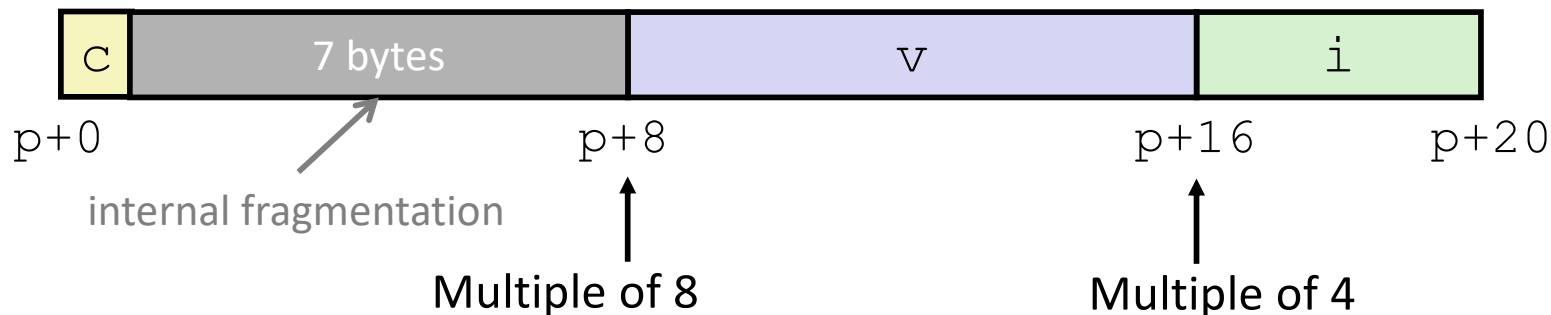 c 7 bytes v i
p+0 p+8 p+16 p+20
internal fragmentation
Multiple of 8 Multiple of 4